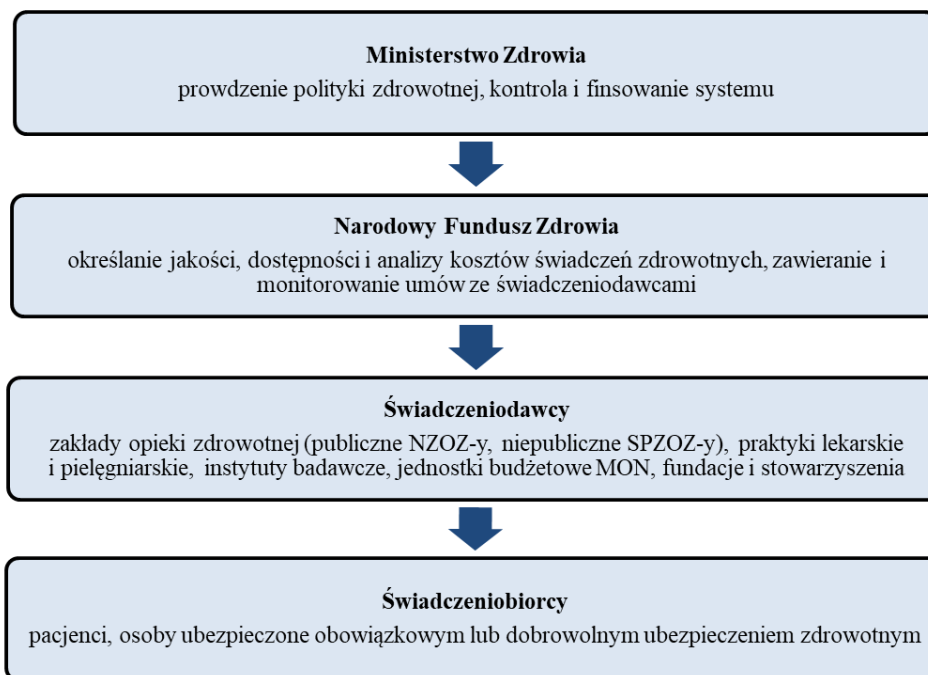 Ministerstwo Zdrowia
prowdzenie polityki zdrowotnej, kontrola i finsowanie systemu
Narodowy Fundusz Zdrowia
określanie jakości, dostępności i analizy kosztów świadczeń zdrowotnych, zawieranie i
monitorowanie umów ze świadczeniodawcami
Świadczeniodawcy
zakłady opieki zdrowotnej (publiczne NZOZ-y, niepubliczne SPZOZ-y), praktyki lekarskie
i pielęgniarskie, instytuty badawcze, jednostki budżetowe MON, fundacje i stowarzyszenia
Świadczeniobiorcy
pacjenci, osoby ubezpieczone obowiązkowym lub dobrowolnym ubezpieczeniem zdrowotnym